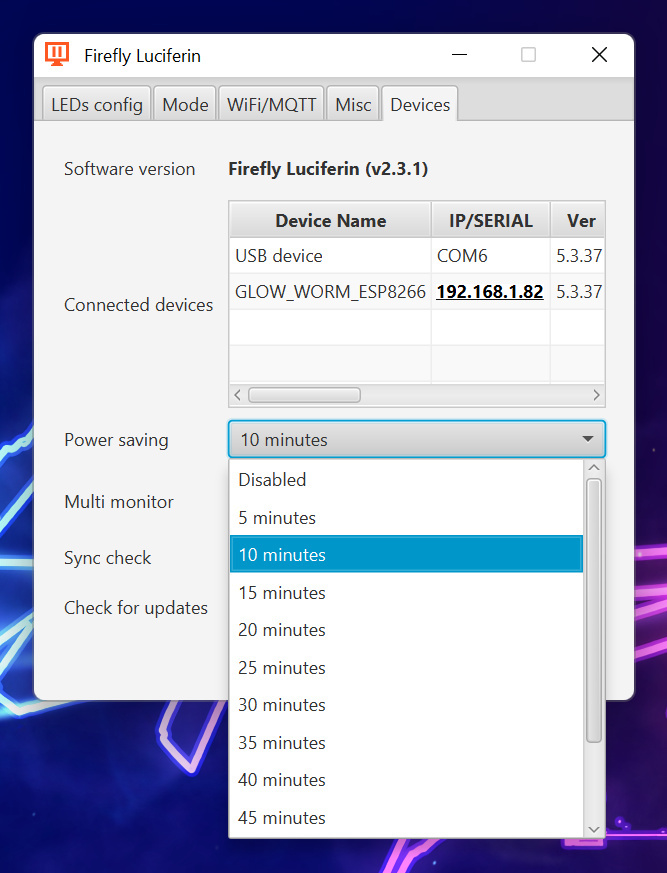 Firefly Luciferin
LEDs config Mode WiFi/MQTT Misc Devices
Software version Firefly Luciferin (v2.3.1)
Device Name IP/SERIAL Ver
USB device COM6 5.3.37
GLOW_WORM_ESP8266 192.168.1.82 5.3.37
Connected devices
Power saving 10 minutes
Disabled
Multi monitor
5 minutes
10 minutes
Sync check
15 minutes
Check for updates
20 minutes
25 minutes
30 minutes
35 minutes
40 minutes
45 minutes